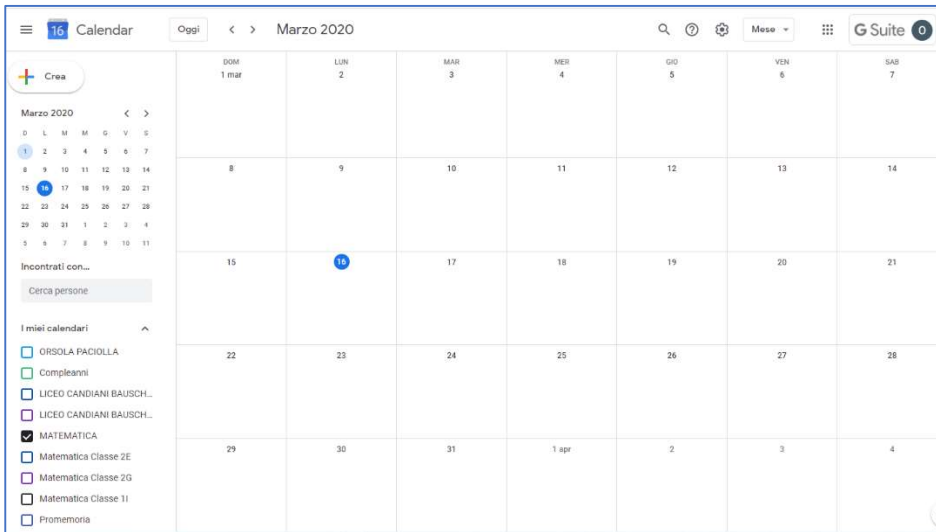 16 Calendar Oggi < > Marzo 2020 Mese G Suite O
Crea
Marzo 2020 < >
D L M M G V S
1 2 3 4 5 6 7
8 9 10 11 12 13 14
15 16 17 18 19 20 21
22 23 24 25 26 27 28
29 30 31 1 2 3 4
5 6 7 8 9 10 11
Incontrati con...
Cerca persone
I miei calendari
ORSOLA PACIOLLA
Compleanni
LICEO CANDIANI BAUSCH...
LICEO CANDIANI BAUSCH...
MATEMATICA
Matematica Classe 2E
Matematica Classe 2G
Matematica Classe 1I
Promemoria
DOM LUN MAR MER GIO VEN SAB
1 mar 2 3 4 5 6 7
8 9 10 11 12 13 14
15 16 17 18 19 20 21
22 23 24 25 26 27 28
29 30 31 1 apr 2 3 4